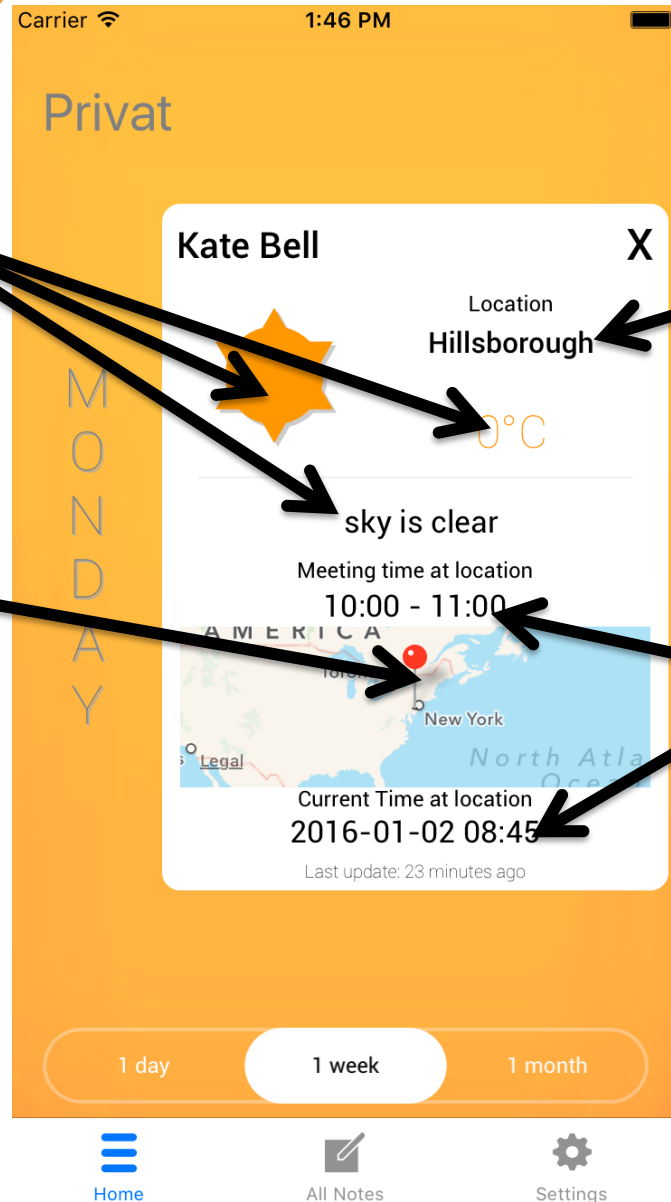 Carrier 1:46 PM
Privat
Kate Bell X
Location
Hillsborough
0°C
MONDAY
sky is clear
Meeting time at location
10:00 - 11:00
AMERICA
New York
Legal
North Atla
Current Time at location
2016-01-02 08:45
Last update: 23 minutes ago
1 day 1 week 1 month
Home All Notes Settings